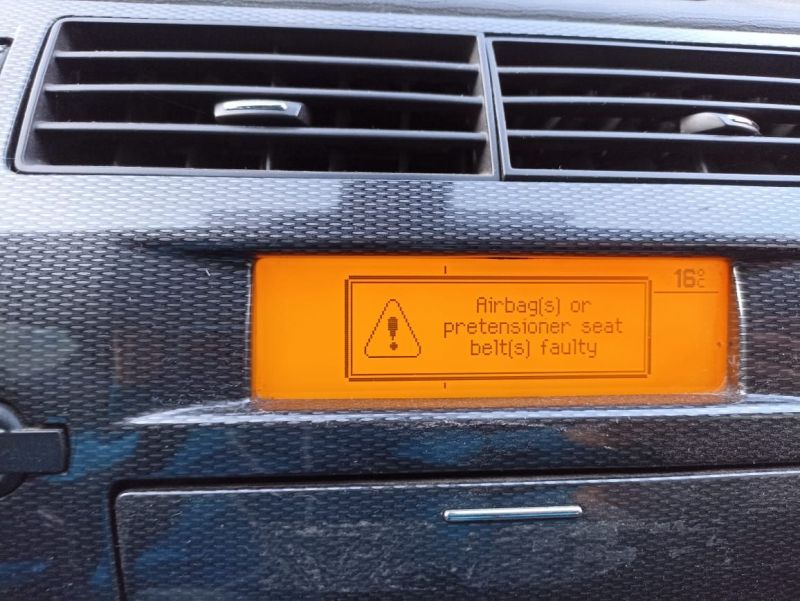 16°C
Airbag(s) or
pretensioner seat
belt(s) faulty